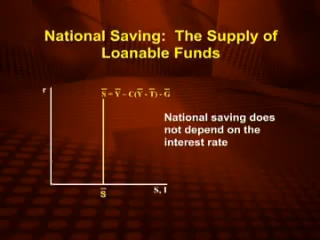 National Saving: The Supply of
Loanable Funds
r
S̅ = Y̅ – C(Y̅ - T̅) - G̅
National saving does
not depend on the
interest rate
S, I
S̅